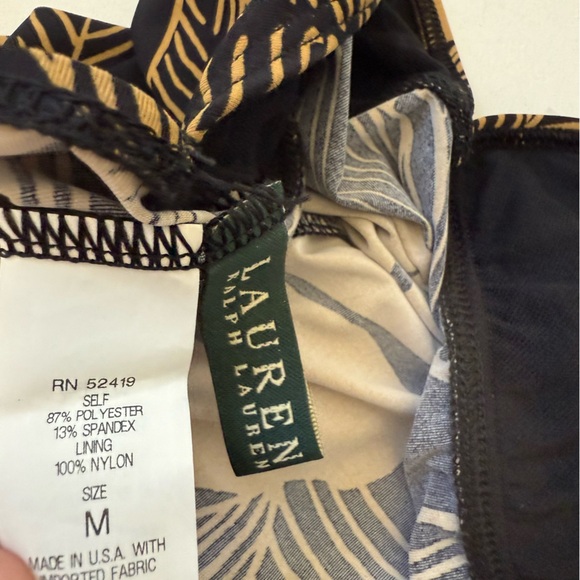 LAUREN
RALPH LAUREN
RN 52419
SELF
87% POLYESTER
13% SPANDEX
LINING
100% NYLON
SIZE
M
MADE IN U.S.A. WITH
IMPORTED FABRIC